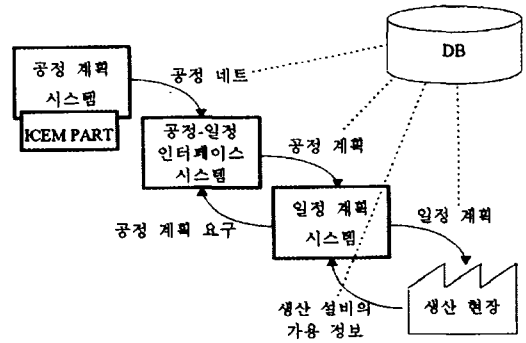 공정 계획
시스템
ICEM PART
공정 네트
DB
공정-일정
인터페이스
시스템
공정 계획
공정 계획 요구
일정 계획
시스템
일정 계획
생산 설비의
가용 정보
생산 현장